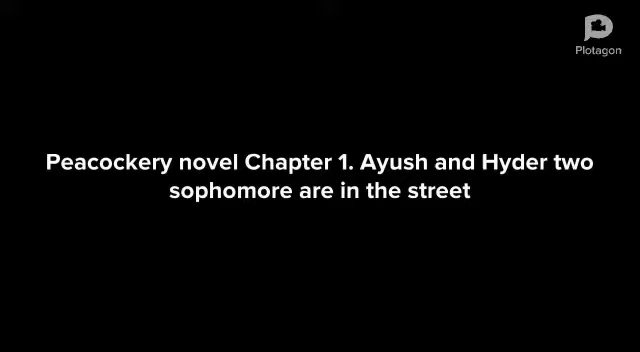 Plotagon
Peacockery novel Chapter 1. Ayush and Hyder two
sophomore are in the street